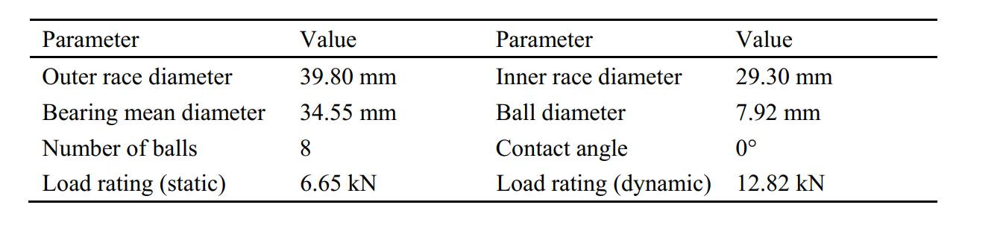 Parameter Value Parameter Value
Outer race diameter 39.80 mm Inner race diameter 29.30 mm
Bearing mean diameter 34.55 mm Ball diameter 7.92 mm
Number of balls 8 Contact angle 0°
Load rating (static) 6.65 kN Load rating (dynamic) 12.82 kN